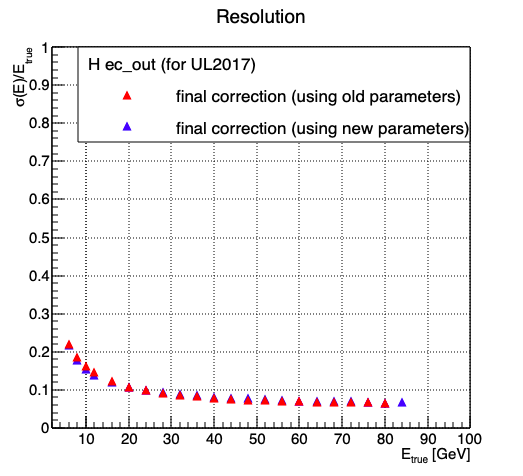 Resolution
σ(E)/E_true
H ec_out (for UL2017)
final correction (using old parameters)
final correction (using new parameters)
1
0.9
0.8
0.7
0.6
0.5
0.4
0.3
0.2
0.1
0
10 20 30 40 50 60 70 80 90 100
E_true [GeV]